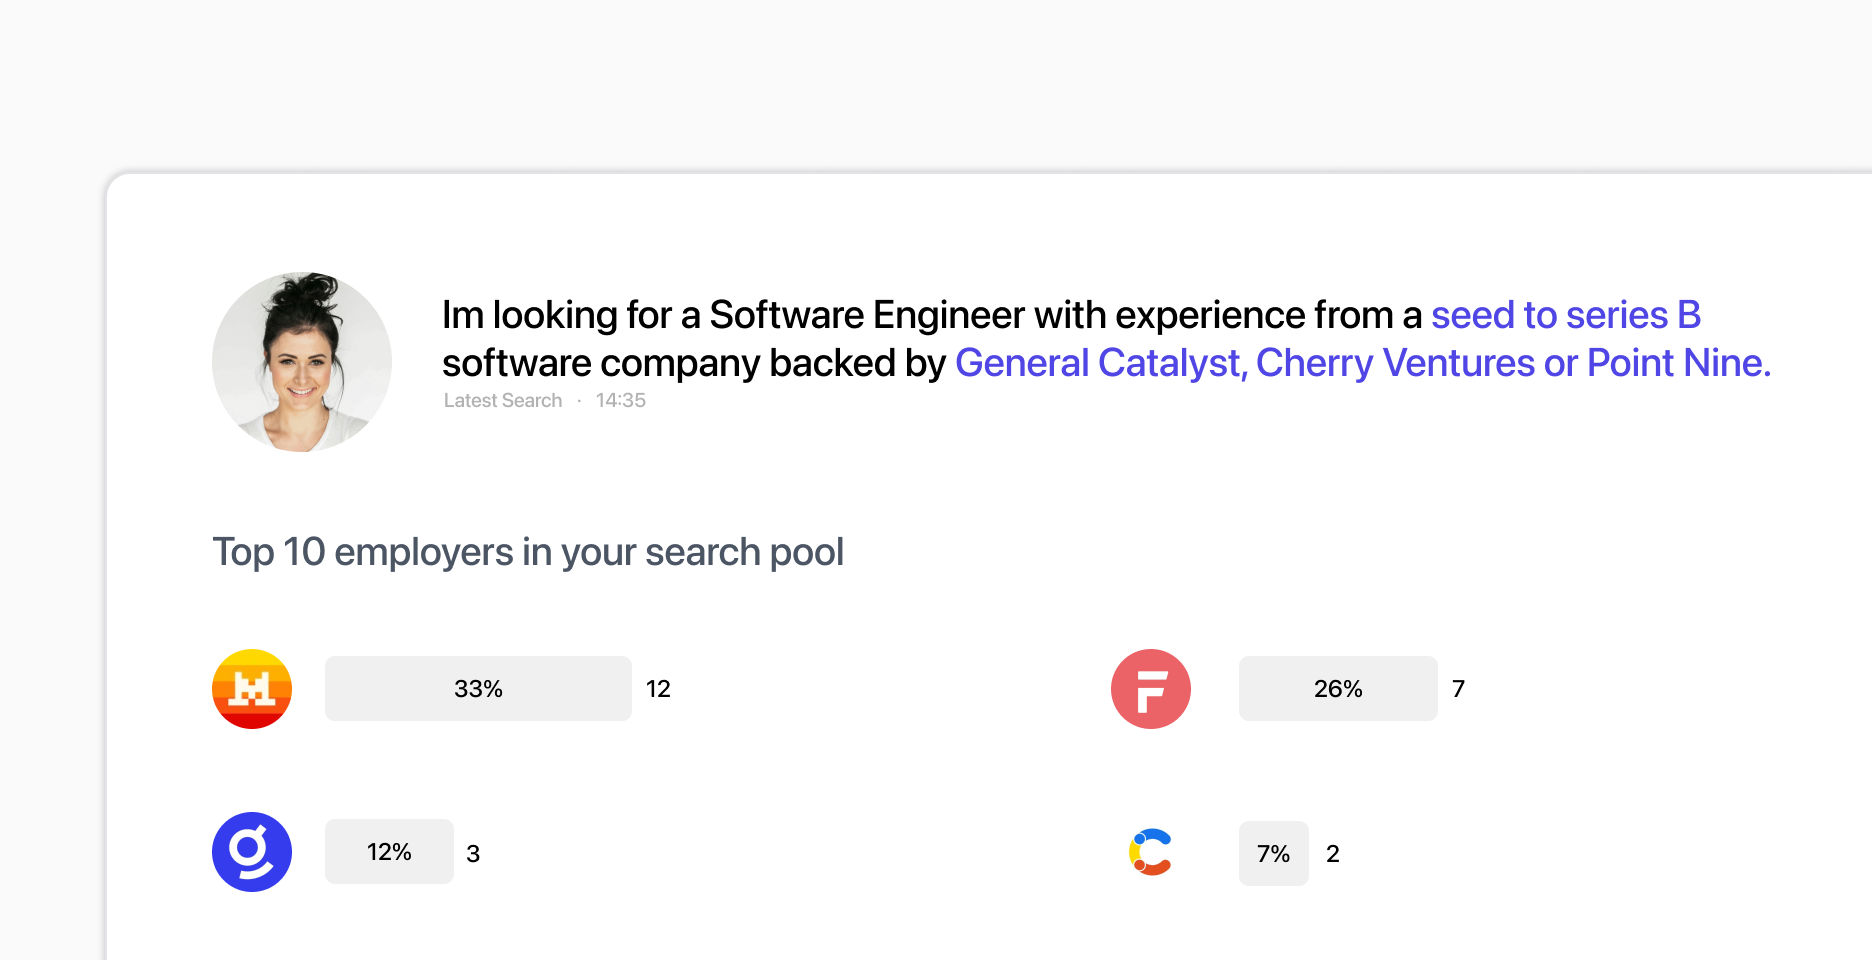 Im looking for a Software Engineer with experience from a seed to series B
software company backed by General Catalyst, Cherry Ventures or Point Nine.
Latest Search · 14:35
Top 10 employers in your search pool
33% 12
26% 7
12% 3
7% 2